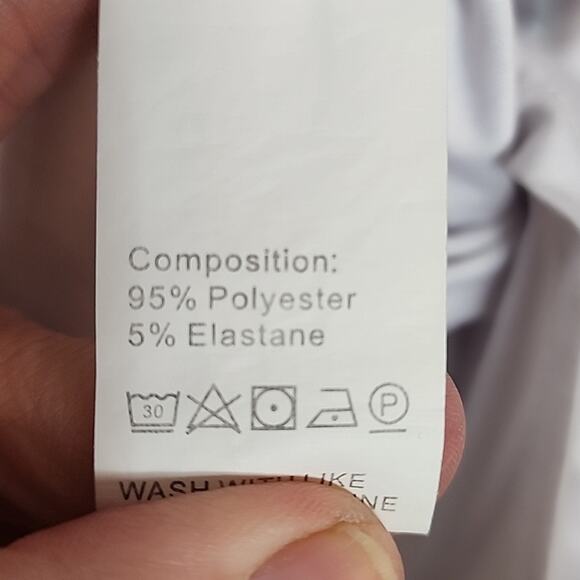 Composition:
95% Polyester
5% Elastane
30 P
WASH WITH LIKE